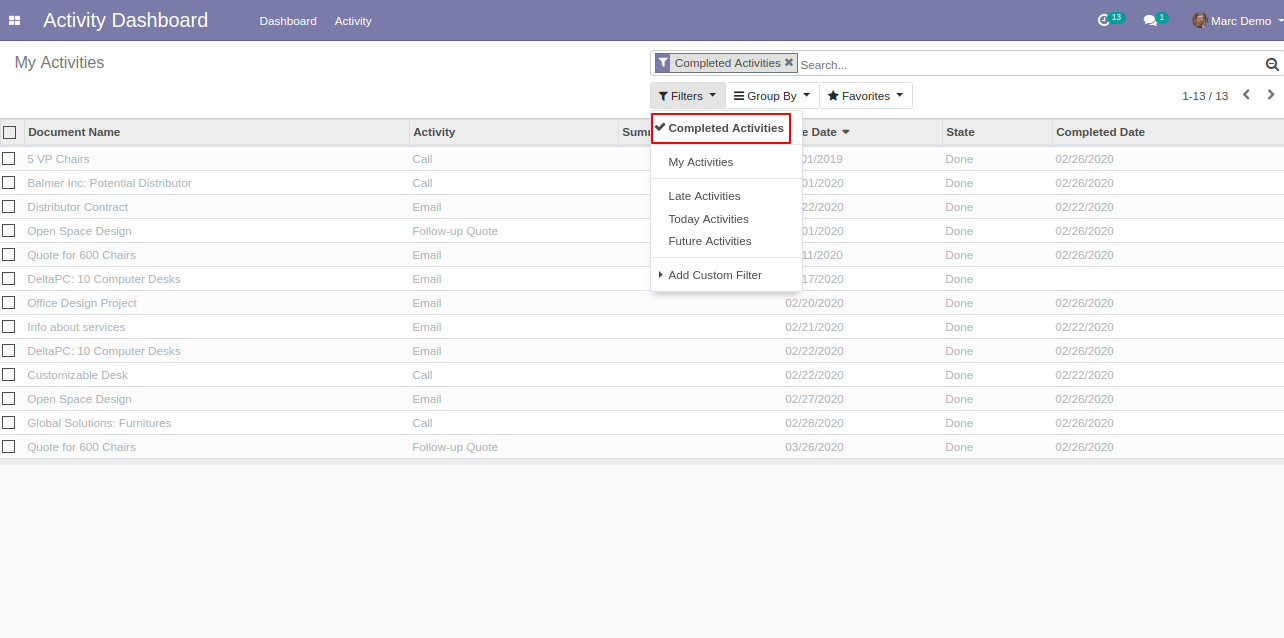 Activity Dashboard Dashboard Activity 13 1 Marc Demo
My Activities
Completed Activities Search...
Filters Group By Favorites 1-13 / 13
Document Name Activity Date State Completed Date
Completed Activities
My Activities
Late Activities
Today Activities
Future Activities
Add Custom Filter
5 VP Chairs Call 01/2019 Done 02/26/2020
Balmer Inc: Potential Distributor Call 01/2020 Done 02/26/2020
Distributor Contract Email 22/2020 Done 02/22/2020
Open Space Design Follow-up Quote 01/2020 Done 02/26/2020
Quote for 600 Chairs Email 11/2020 Done 02/26/2020
DeltaPC: 10 Computer Desks Email 17/2020 Done
Office Design Project Email 02/20/2020 Done 02/26/2020
Info about services Email 02/21/2020 Done 02/22/2020
DeltaPC: 10 Computer Desks Email 02/22/2020 Done 02/26/2020
Customizable Desk Call 02/22/2020 Done 02/22/2020
Open Space Design Email 02/27/2020 Done 02/26/2020
Global Solutions: Furnitures Call 02/28/2020 Done 02/26/2020
Quote for 600 Chairs Follow-up Quote 03/26/2020 Done 02/26/2020